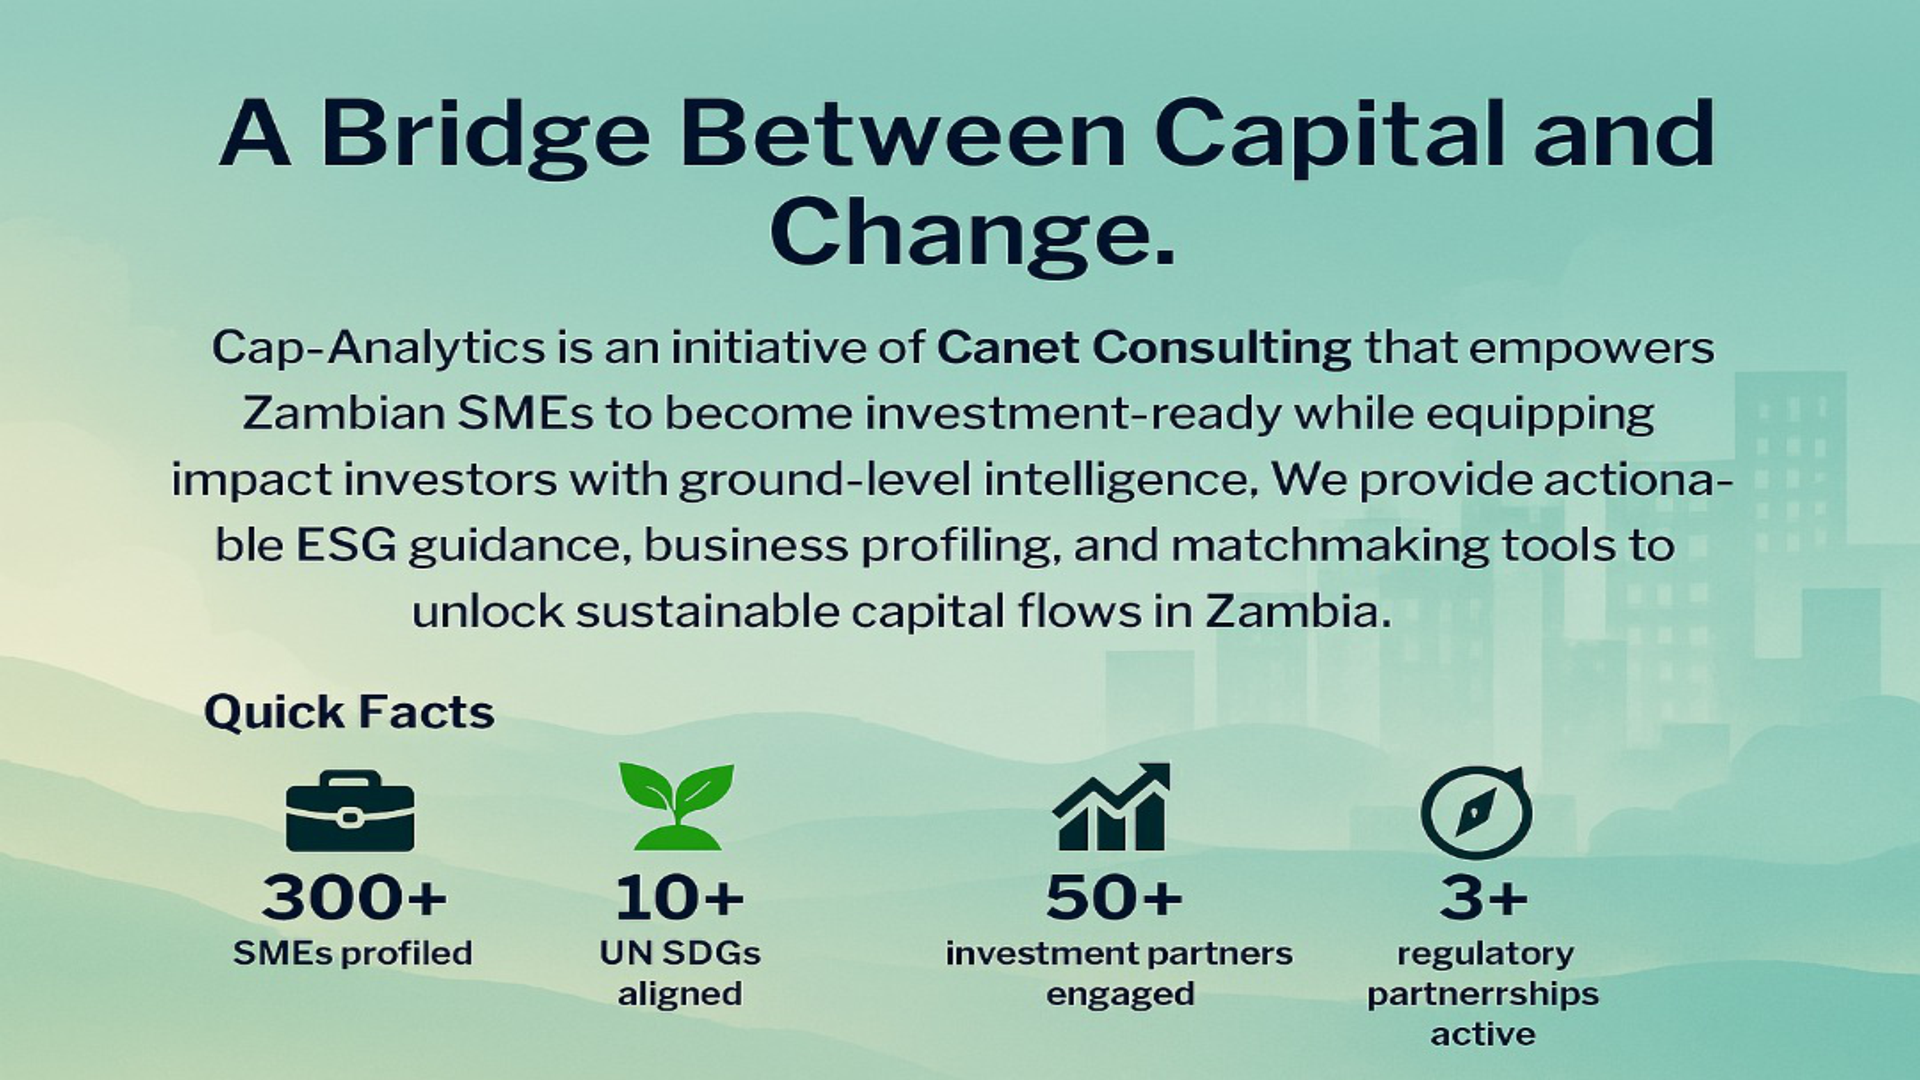 A Bridge Between Capital and
Change.
Cap-Analytics is an initiative of Canet Consulting that empowers
Zambian SMEs to become investment-ready while equipping
impact investors with ground-level intelligence, We provide actiona-
ble ESG guidance, business profiling, and matchmaking tools to
unlock sustainable capital flows in Zambia.
Quick Facts
300+
SMEs profiled
10+
UN SDGs
aligned
50+
investment partners
engaged
3+
regulatory
partnerrships
active